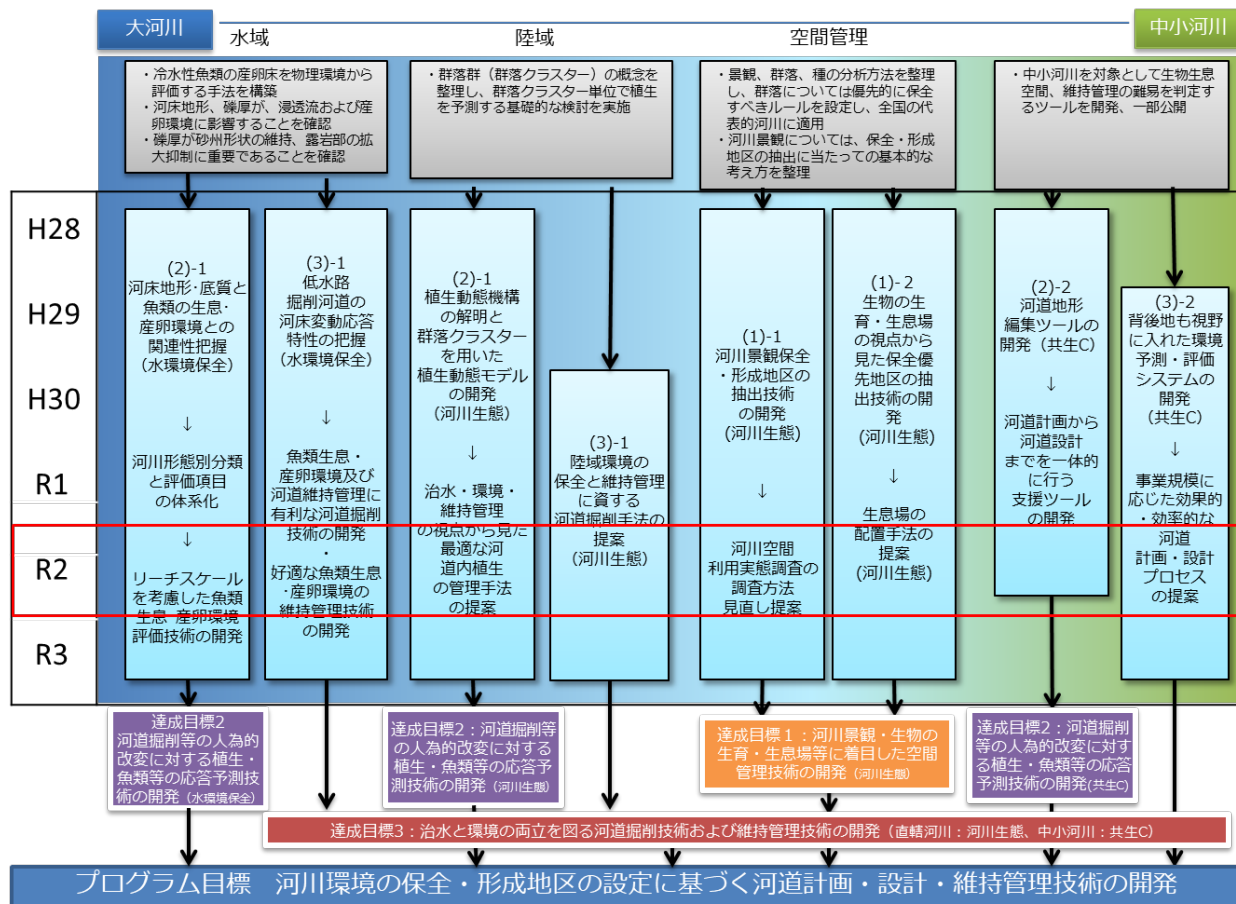 大河川
水域
陸域
空間管理
中小河川
・冷水性魚類の産卵床を物理環境から
評価する手法を構築
・河床地形、礫厚が、浸透流および産
卵環境に影響することを確認
・礫厚が砂州形状の維持、露岩部の拡
大抑制に重要であることを確認
・群落群（群落クラスター）の概念を
整理し、群落クラスター単位で植生
を予測する基礎的な検討を実施
・景観、群落、種の分析方法を整理
し、群落については優先的に保全
すべきルールを設定し、全国の代
表的河川に適用
・河川景観については、保全・形成
地区の抽出に当たっての基本的な
考え方を整理
・中小河川を対象として生物生息
空間、維持管理の難易を判定す
るツールを開発、一部公開
H28
H29
H30
R1
R2
R3
(2)-1
河床地形･底質と
魚類の生息･
産卵環境との
関連性把握
(水環境保全)
↓
河川形態別分類
と評価項目
の体系化
↓
リーチスケール
を考慮した魚類
生息･産卵環境
評価技術の開発
(3)-1
低水路
掘削河道の
河床変動応答
特性の把握
(水環境保全)
↓
魚類生息・
産卵環境及び
河道維持管理に
有利な河道掘削
技術の開発
・
好適な魚類生息
･産卵環境の
維持管理技術
の開発
(2)-1
植生動態機構
の解明と
群落クラスター
を用いた
植生動態モデル
の開発
(河川生態)
↓
治水・環境・
維持管理
の視点から見た
最適な河
道内植生
の管理手法
の提案
(3)-1
陸域環境の
保全と維持管理
に資する
河道掘削手法の
提案
(河川生態)
(1)-1
河川景観保全
・形成地区の
抽出技術
の開発
(河川生態)
↓
河川空間
利用実態調査の
調査方法
見直し提案
(1)-2
生物の生
育・生息場
の視点から
見た保全優
先地区の抽
出技術の開
発
(河川生態)
↓
生息場の
配置手法の
提案
(河川生態)
(2)-2
河道地形
編集ツールの
開発（共生C）
↓
河道計画から
河道設計
までを一体的
に行う
支援ツール
の開発
(3)-2
背後地も視野
に入れた環境
予測・評価
システムの
開発
(共生C)
↓
事業規模に
応じた効果的
・効率的な
河道
計画・設計
プロセス
の提案
達成目標2
河道掘削等の人為的
改変に対する植生・
魚類等の応答予測技
術の開発（水環境保全）
達成目標2：河道掘削等
の人為的改変に対する
植生・魚類等の応答予
測技術の開発（河川生態）
達成目標１：河川景観・生物の
生育・生息場等に着目した空間
管理技術の開発（河川生態）
達成目標2：河道掘削
等の人為的改変に対す
る植生・魚類等の応答
予測技術の開発(共生C)
達成目標3：治水と環境の両立を図る河道掘削技術および維持管理技術の開発（直轄河川：河川生態、中小河川：共生C）
プログラム目標　河川環境の保全・形成地区の設定に基づく河道計画・設計・維持管理技術の開発